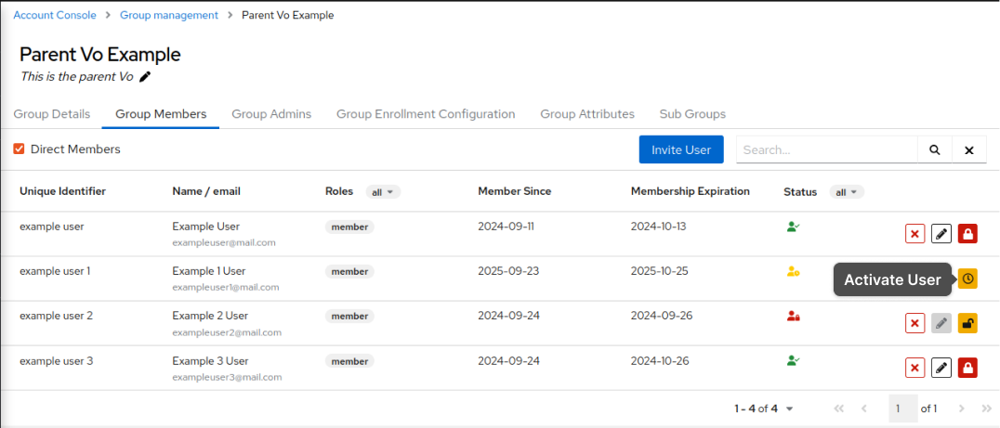 Account Console > Group management > Parent Vo Example
Parent Vo Example
This is the parent Vo
Group Details Group Members Group Admins Group Enrollment Configuration Group Attributes Sub Groups
Direct Members Invite User Search...
Unique Identifier Name / email Roles all Member Since Membership Expiration Status all
example user Example User member 2024-09-11 2024-10-13
exampleuser@mail.com
example user 1 Example 1 User member 2025-09-23 2025-10-25 Activate User
exampleuser1@mail.com
example user 2 Example 2 User member 2024-09-24 2024-09-26
exampleuser2@mail.com
example user 3 Example 3 User member 2024-09-24 2024-10-26
exampleuser3@mail.com
1 - 4 of 4 1 of 1